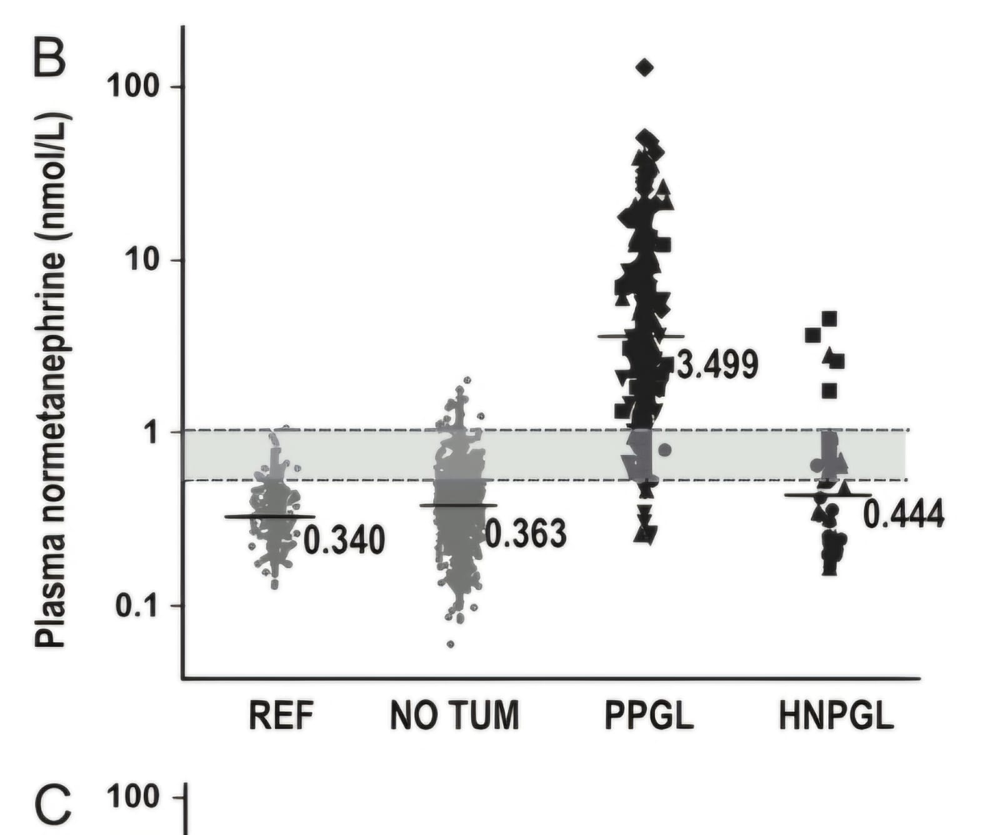 B
Plasma normetanephrine (nmol/L)
100
10
1
0.1
3.499
0.444
0.340
0.363
REF NO TUM PPGL HNPGL
C
100